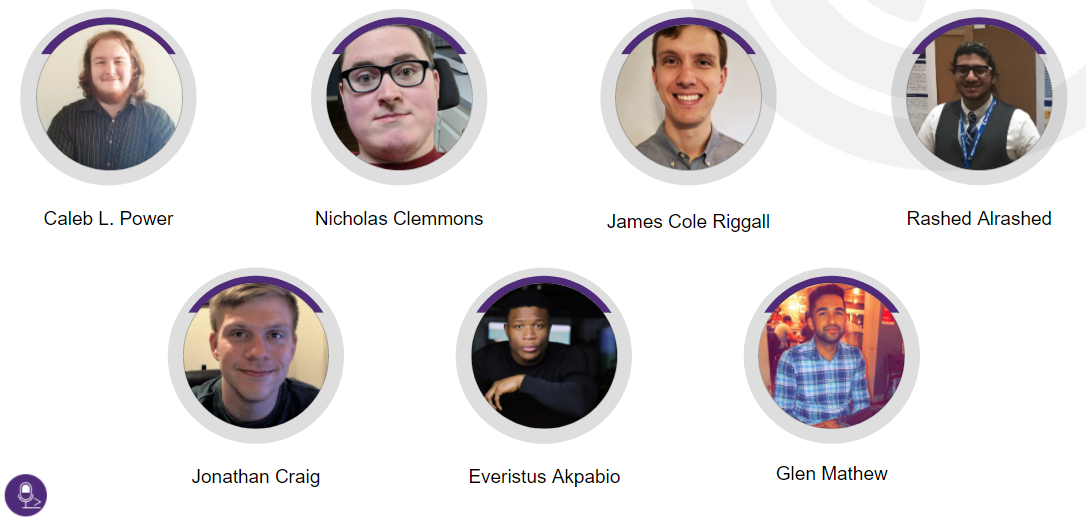 Caleb L. Power
Nicholas Clemmons
James Cole Riggall
Rashed Alrashed
Jonathan Craig
Everistus Akpabio
Glen Mathew